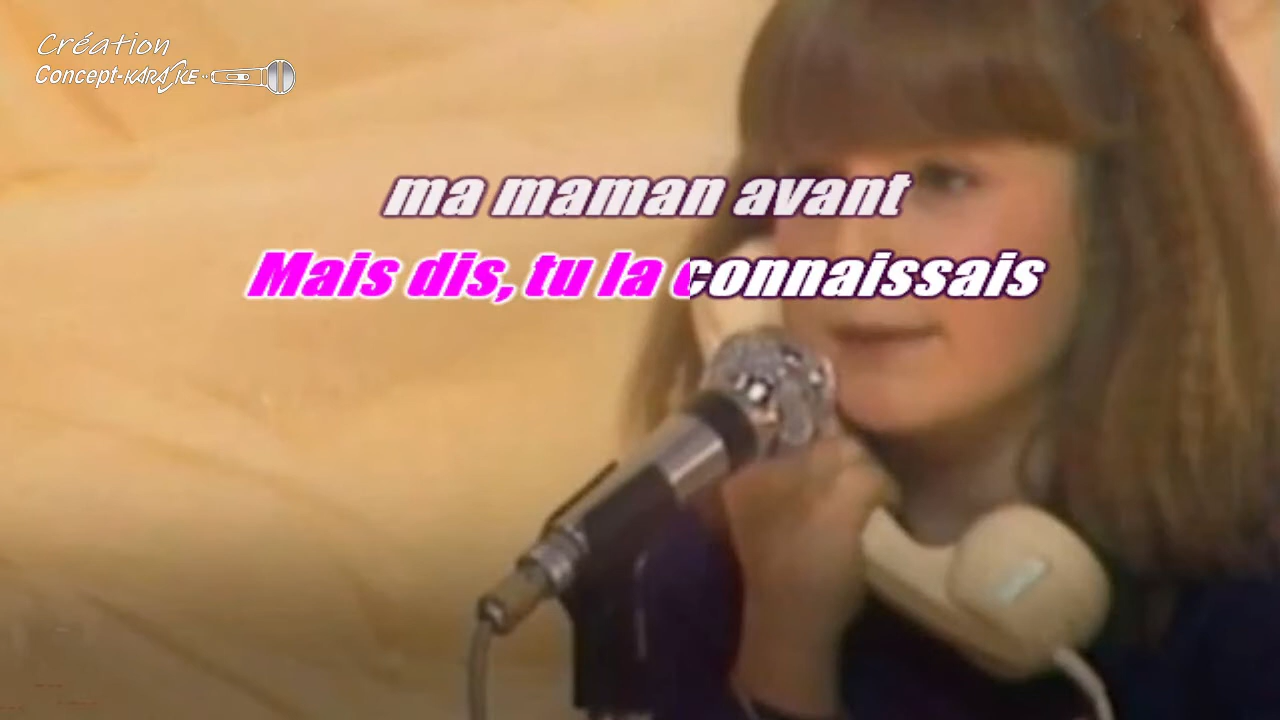 Création
Concept-KARAOKE
ma maman avant
Mais dis, tu la connaissais